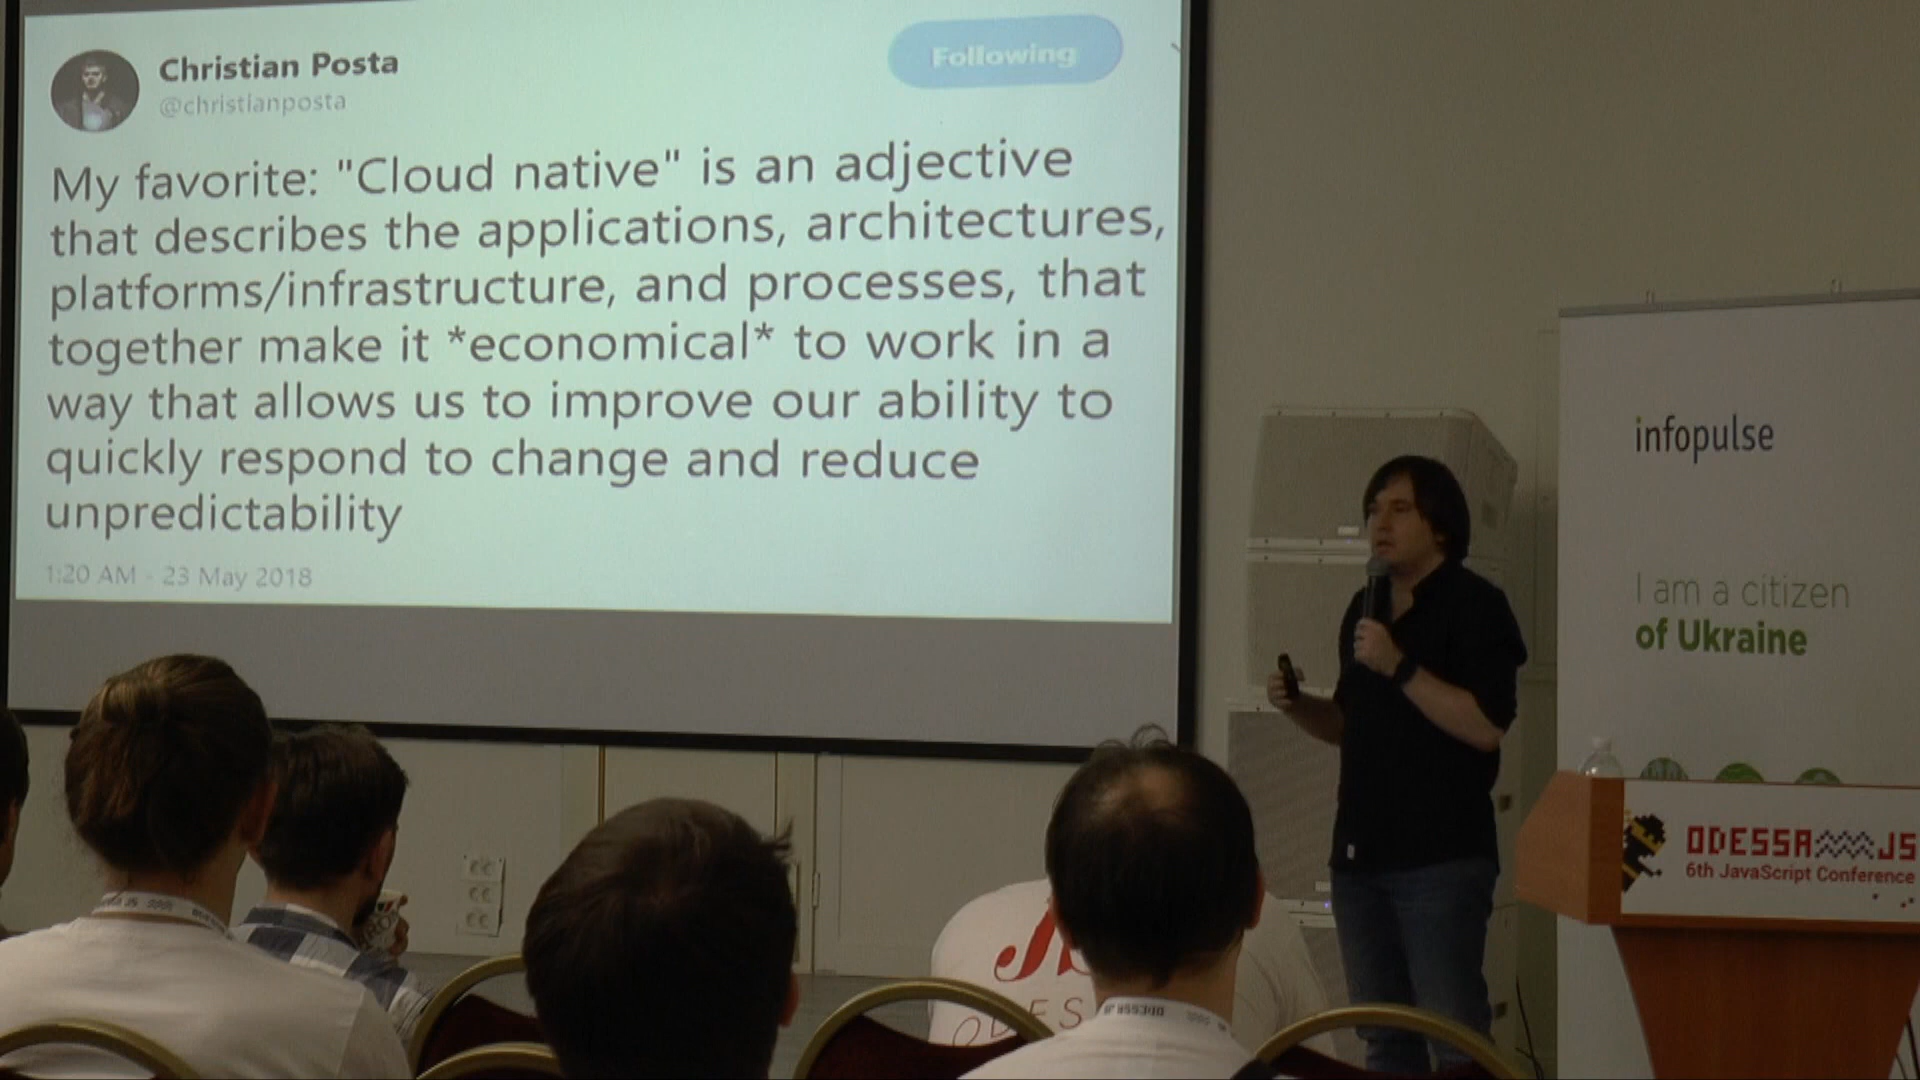 Christian Posta
@christianposta
Following
My favorite: "Cloud native" is an adjective
that describes the applications, architectures,
platforms/infrastructure, and processes, that
together make it *economical* to work in a
way that allows us to improve our ability to
quickly respond to change and reduce
unpredictability
1:20 AM - 23 May 2018
infopulse
I am a citizen
of Ukraine
ODESSA JS
6th JavaScript Conference